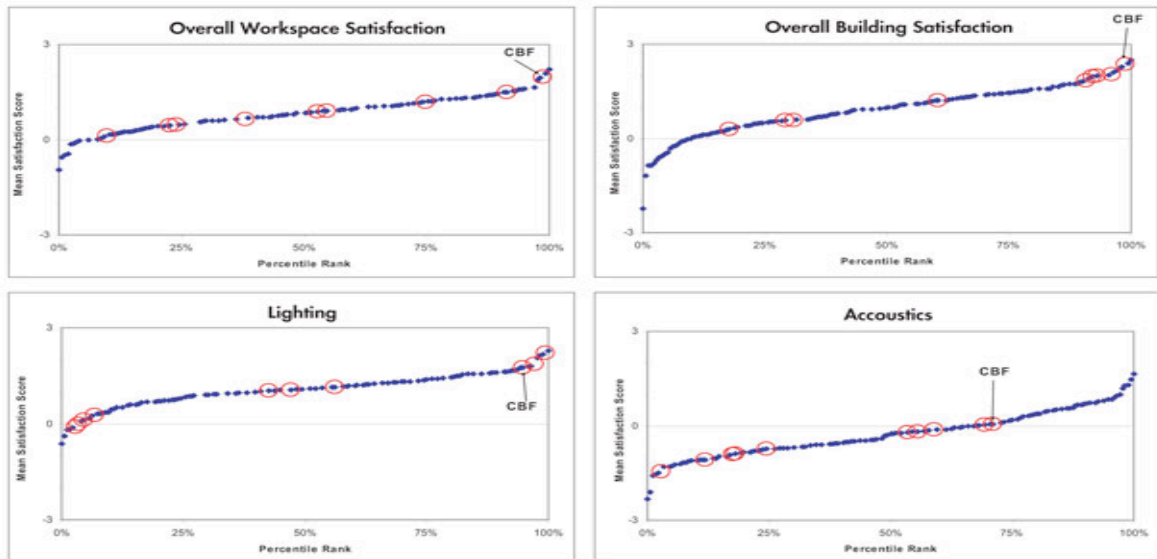 Overall Workspace Satisfaction
CBF
3
0
-3
Mean Satisfaction Score
0%
25%
50%
75%
100%
Percentile Rank
Overall Building Satisfaction
CBF
3
0
-3
Mean Satisfaction Score
0%
25%
50%
75%
100%
Percentile Rank
Lighting
3
0
-3
Mean Satisfaction Score
CBF
0%
25%
50%
75%
100%
Percentile Rank
Accoustics
3
0
-3
Mean Satisfaction Score
CBF
0%
25%
50%
75%
100%
Percentile Rank